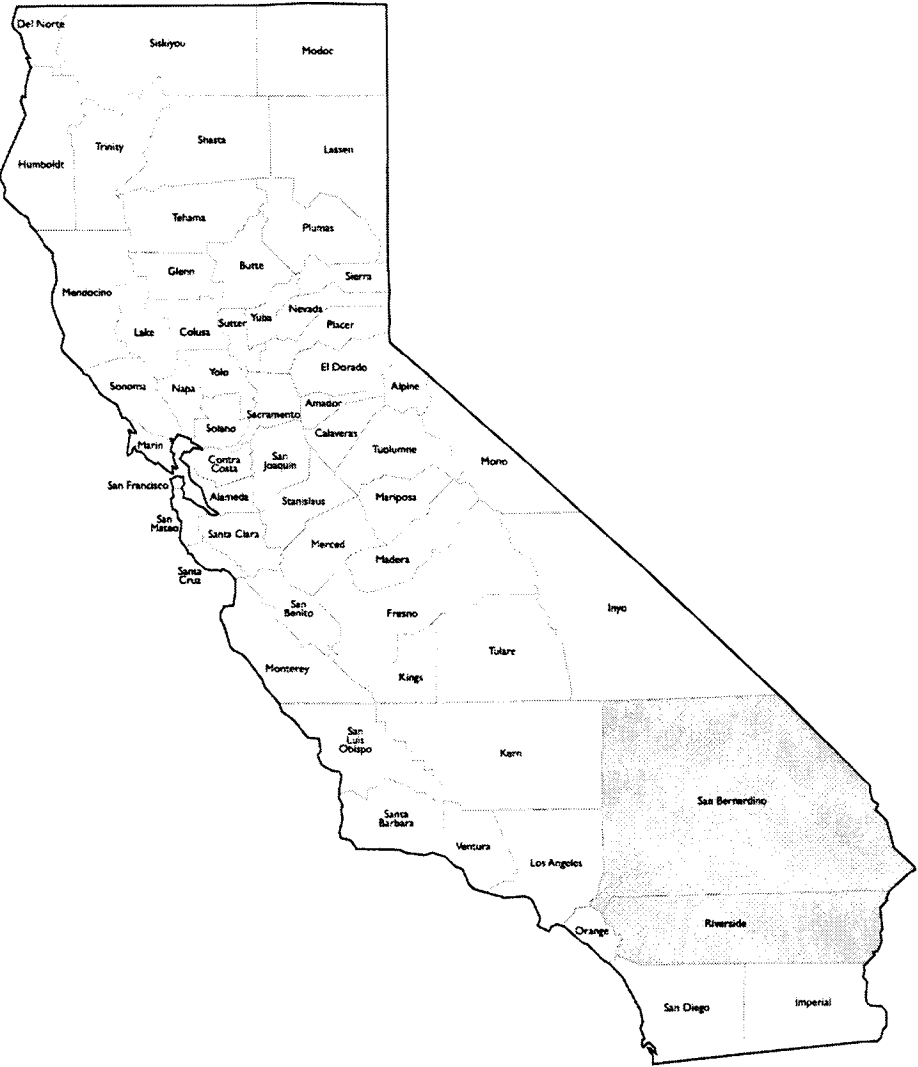 Del Norte
Siskiyou
Modoc
Humboldt
Trinity
Shasta
Lassen
Tehama
Plumas
Mendocino
Glenn
Butte
Sierra
Lake
Colusa
Sutter
Yuba
Nevada
Placer
Sonoma
Napa
Yolo
El Dorado
Alpine
Sacramento
Amador
Solano
Calaveras
Marin
Contra
Costa
San
Joaquin
Tuolumne
Mono
San Francisco
Alameda
Stanislaus
Mariposa
San
Mateo
Santa Clara
Merced
Madera
Santa
Cruz
San
Benito
Fresno
Inyo
Monterey
Kings
Tulare
San
Luis
Obispo
Kern
San Bernardino
Santa
Barbara
Ventura
Los Angeles
Orange
Riverside
San Diego
Imperial